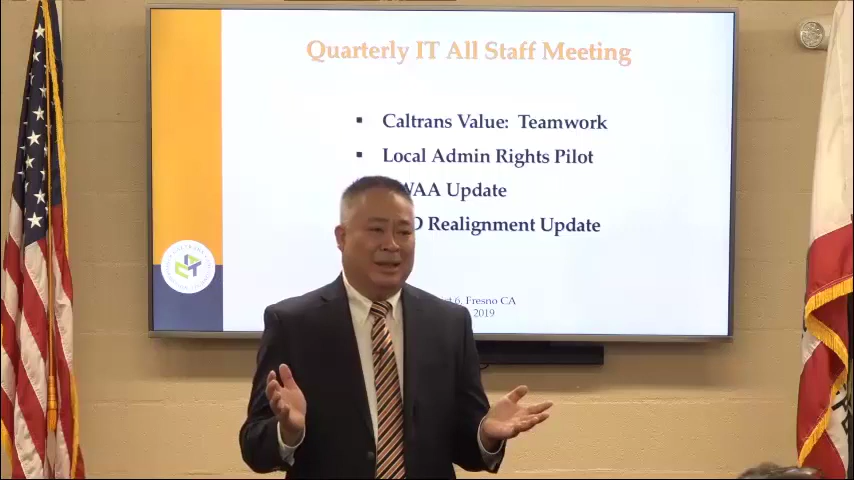 Quarterly IT All Staff Meeting
▪ Caltrans Value: Teamwork
▪ Local Admin Rights Pilot
WAA Update
Realignment Update
6, Fresno CA
2019